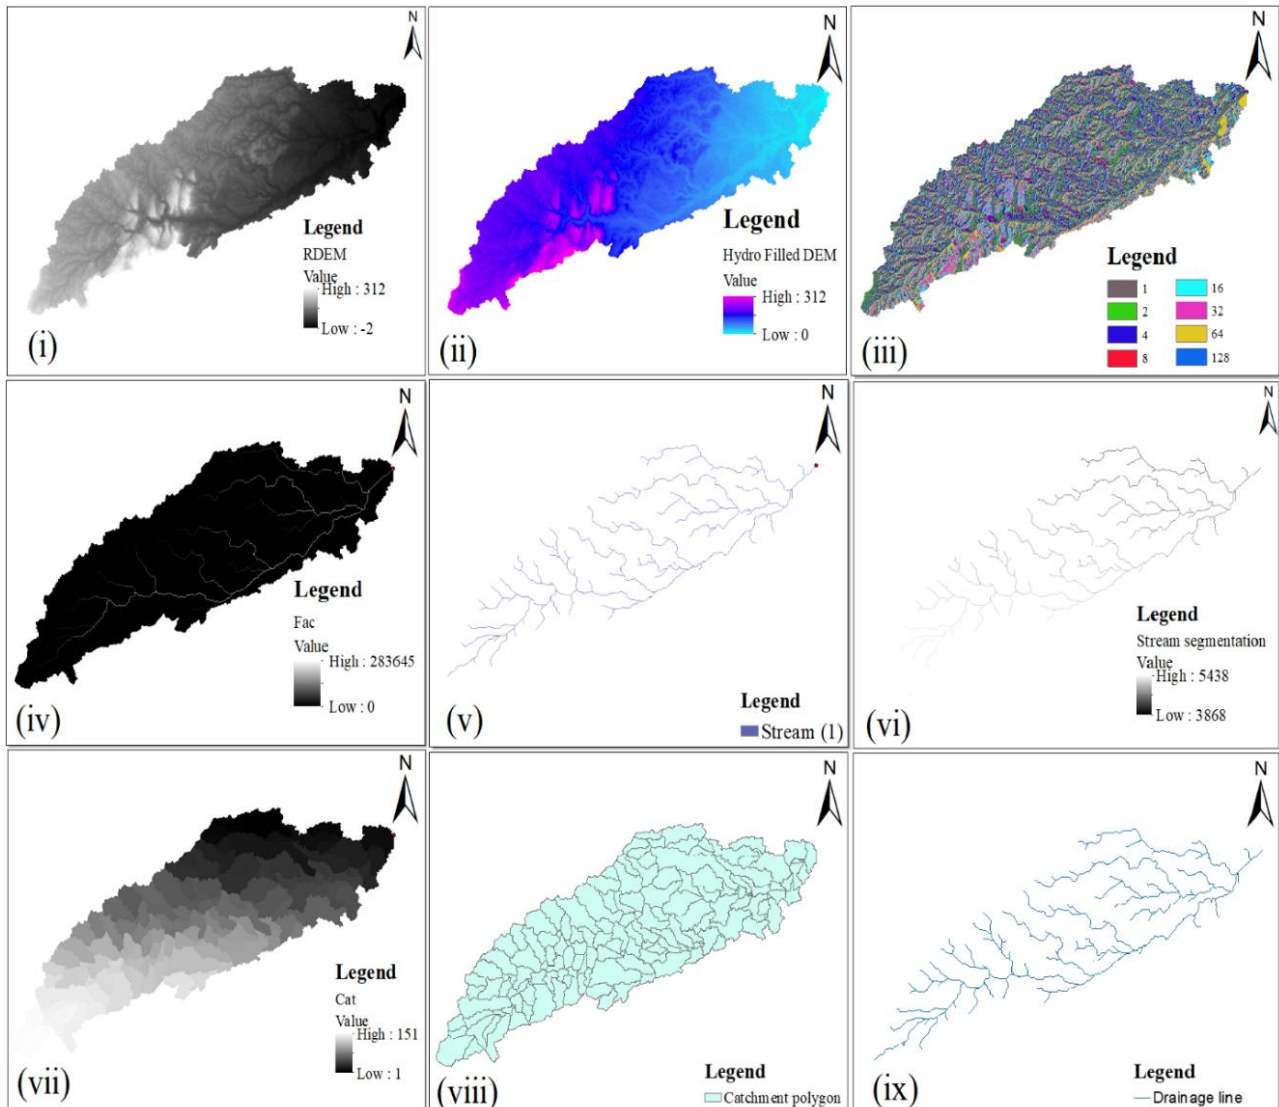 N
Legend
RDEM
Value
High : 312
Low : -2
(i)
N
Legend
Hydro Filled DEM
Value
High : 312
Low : 0
(ii)
N
Legend
1
16
2
32
4
64
8
128
(iii)
N
Legend
Fac
Value
High : 283645
Low : 0
(iv)
N
Legend
Stream (1)
(v)
N
Legend
Stream segmentation
Value
High : 5438
Low : 3868
(vi)
N
Legend
Cat
Value
High : 151
Low : 1
(vii)
N
Legend
Catchment polygon
(viii)
N
Legend
Drainage line
(ix)